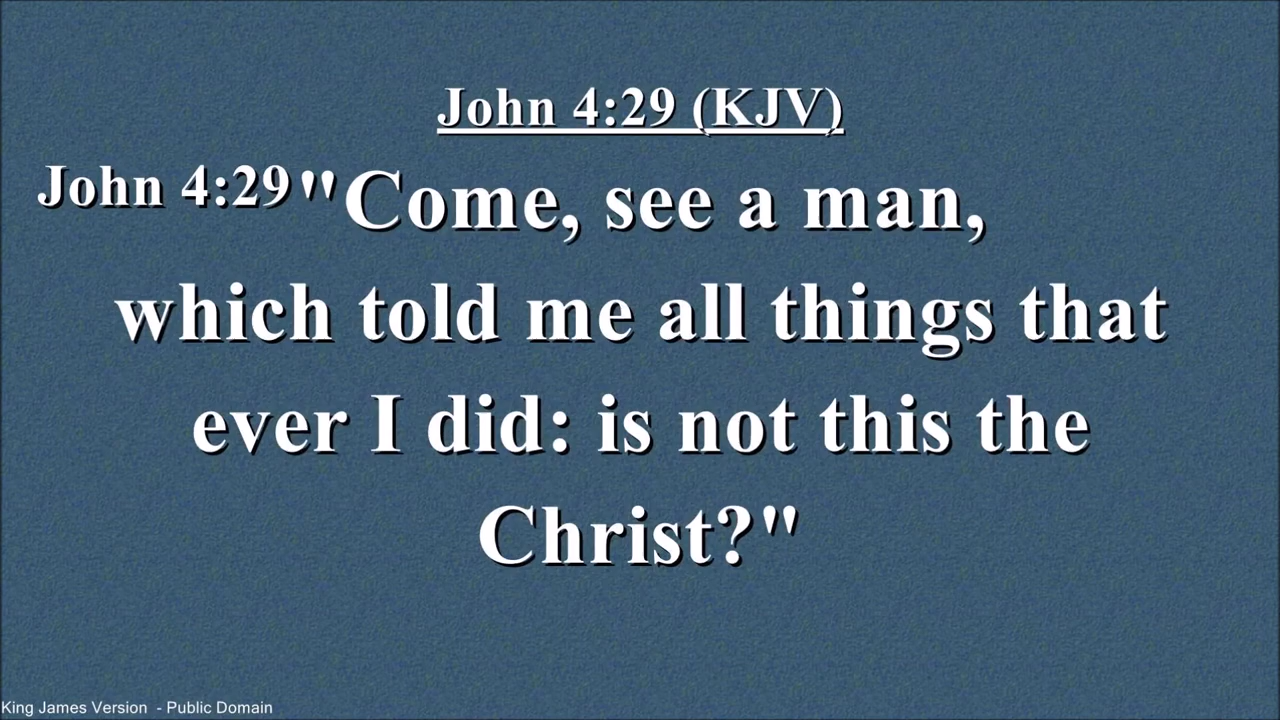 John 4:29 (KJV)
John 4:29 "Come, see a man,
which told me all things that
ever I did: is not this the
Christ?"
King James Version - Public Domain